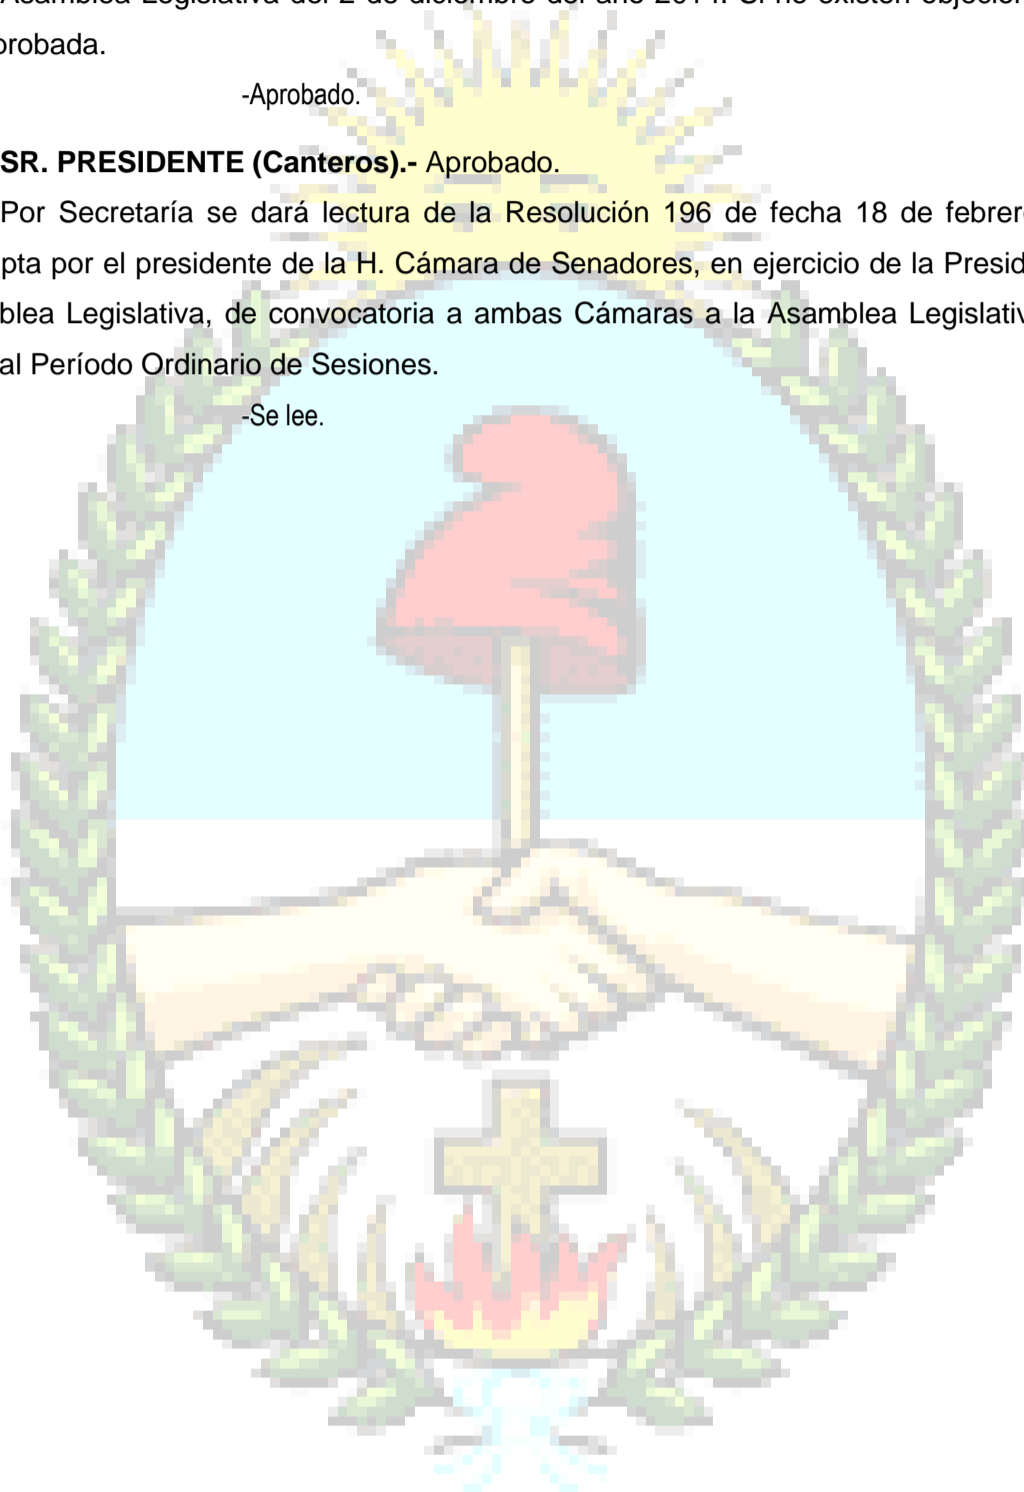 Asamblea Legislativa del 2 de diciembre del año 2014. Si no existen objecion
probada.
-Aprobado.
SR. PRESIDENTE (Canteros).- Aprobado.
Por Secretaría se dará lectura de la Resolución 196 de fecha 18 de febrer
pta por el presidente de la H. Cámara de Senadores, en ejercicio de la Presid
blea Legislativa, de convocatoria a ambas Cámaras a la Asamblea Legislativ
al Período Ordinario de Sesiones.
-Se lee.